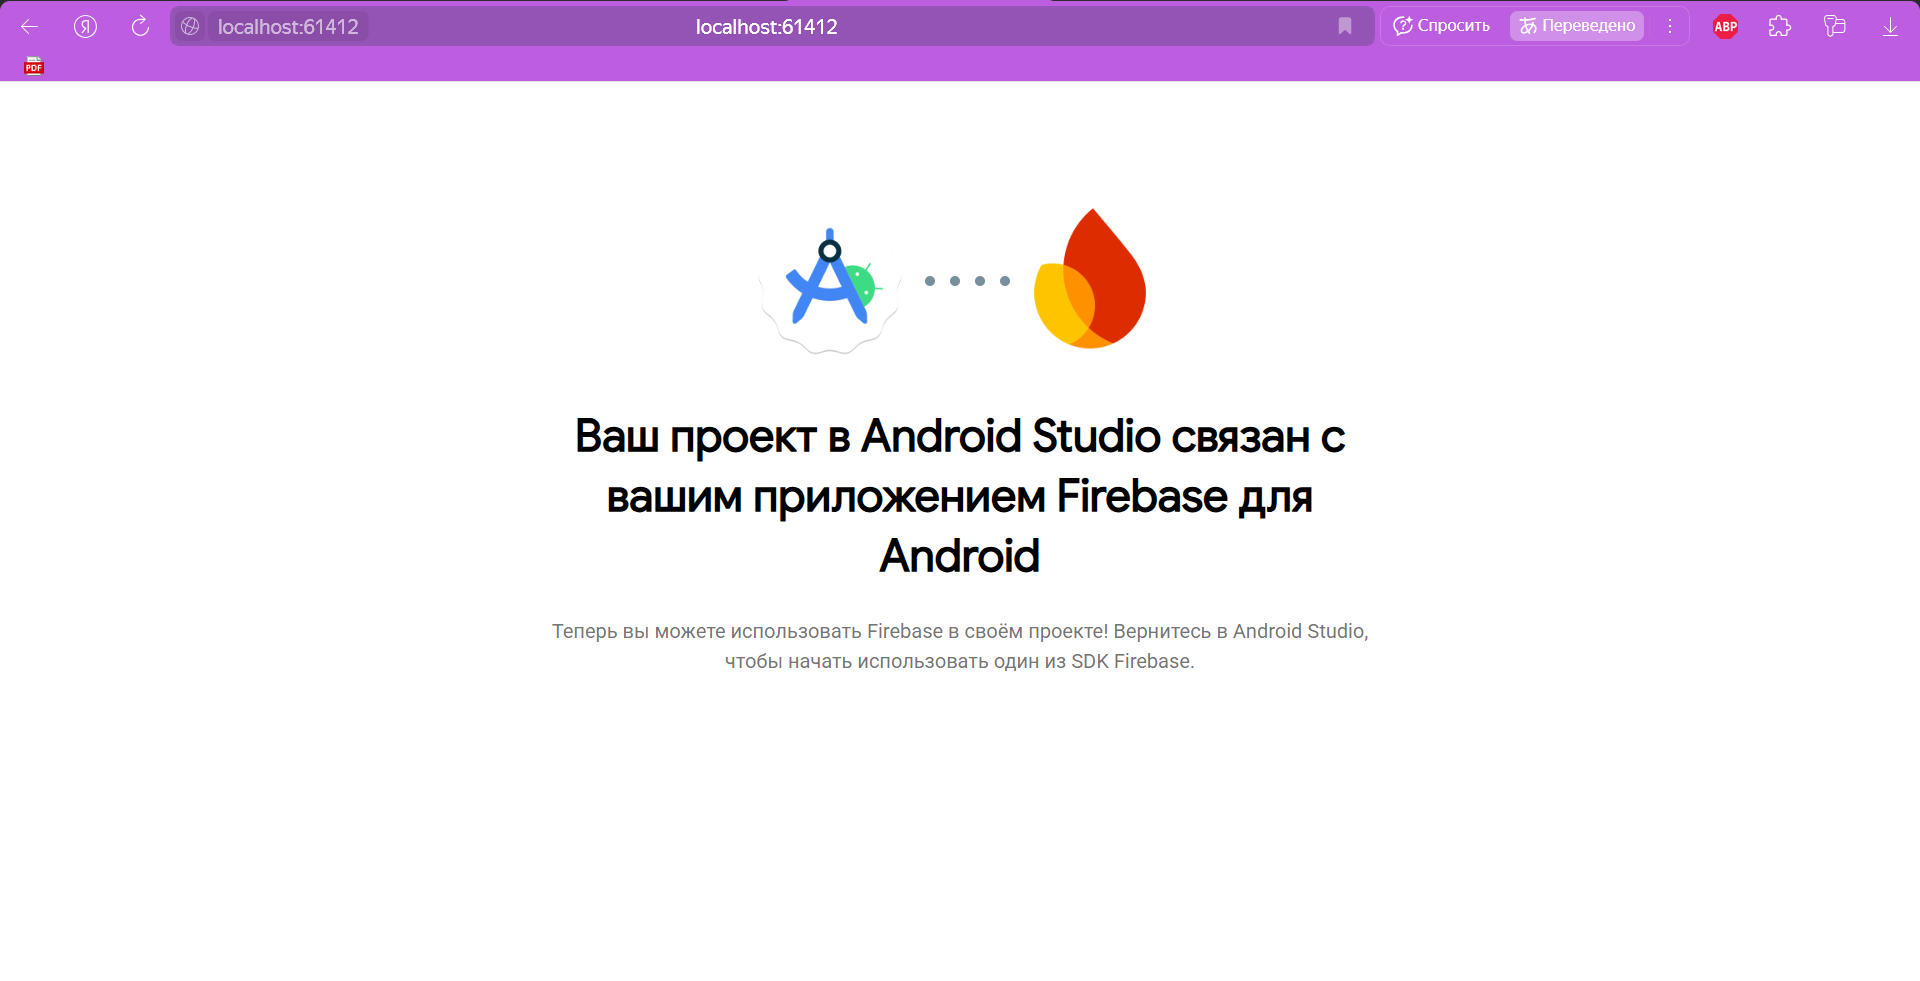 localhost:61412
localhost:61412
Спросить
Переведено
ABP
PDF
Ваш проект в Android Studio связан с
вашим приложением Firebase для
Android
Теперь вы можете использовать Firebase в своём проекте! Вернитесь в Android Studio,
чтобы начать использовать один из SDK Firebase.